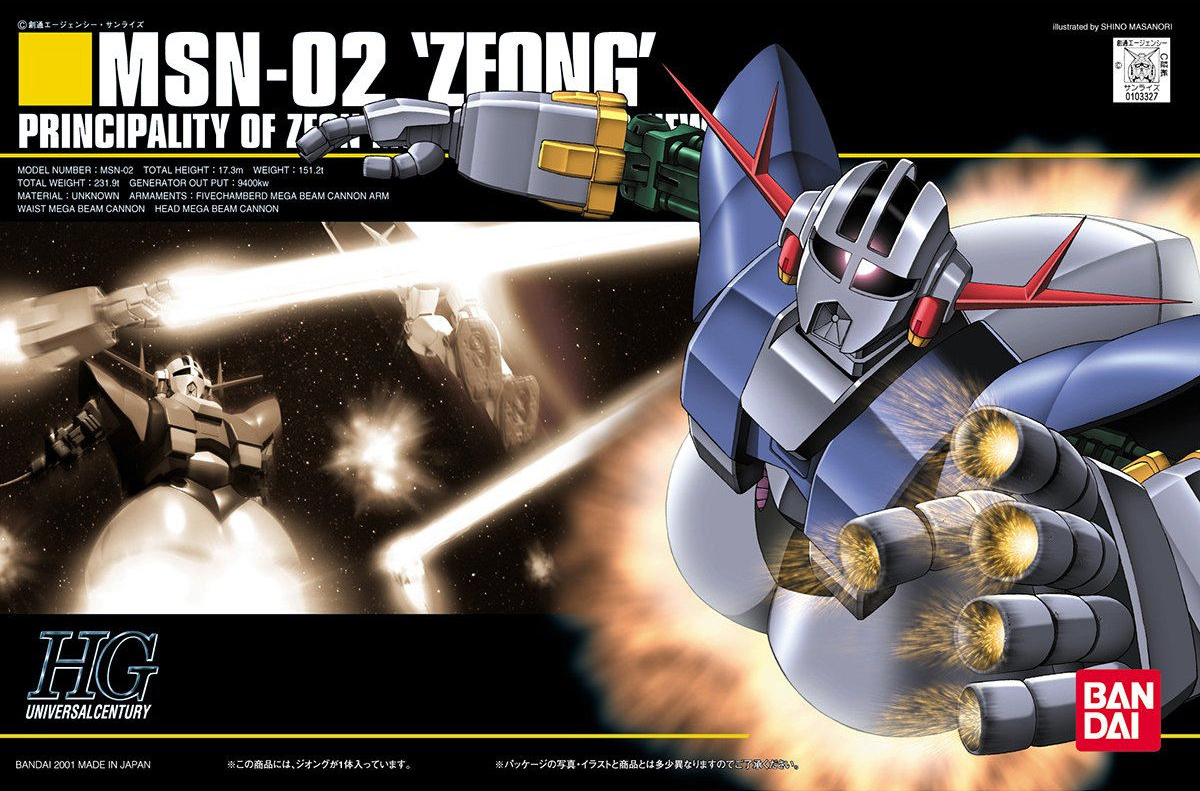 ©創通エージェンシー・サンライズ
illustrated by SHINO MASANORI
MSN-02 'ZEONG'
PRINCIPALITY OF
創通エージェンシー
©
C証紙
サンライズ
0103327
MODEL NUMBER：MSN-02 TOTAL HEIGHT：17.3m WEIGHT：151.2t
TOTAL WEIGHT：231.9t GENERATOR OUT PUT：9400kw
MATERIAL：UNKNOWN ARMAMENTS：FIVECHAMBERD MEGA BEAM CANNON ARM
WAIST MEGA BEAM CANNON HEAD MEGA BEAM CANNON
HG
UNIVERSALCENTURY
BAN
DAI
BANDAI 2001 MADE IN JAPAN
※この商品には、ジオングが1体入っています。
※パッケージの写真・イラストと商品とは多少異なりますのでご了承ください。